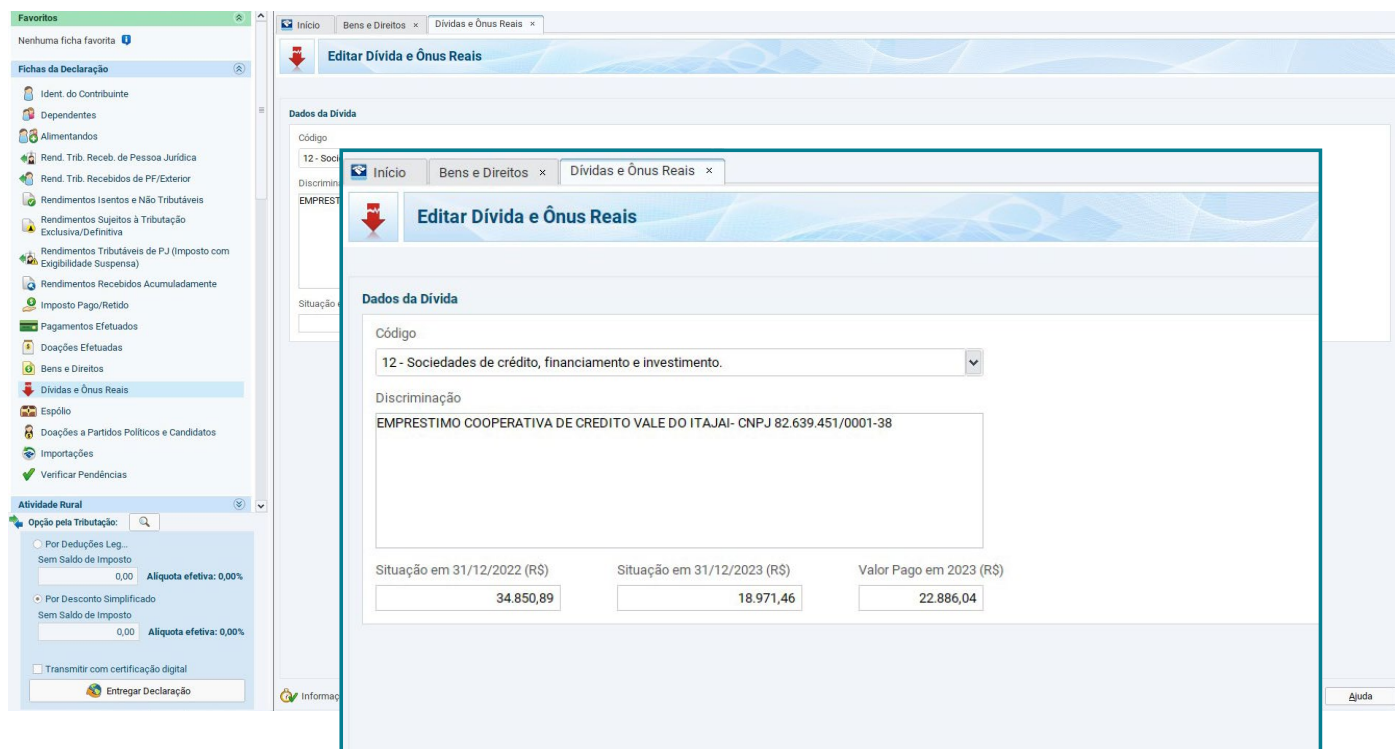 Favoritos
Nenhuma ficha favorita
Fichas da Declaração
Ident. do Contribuinte
Dependentes
Alimentandos
Rend. Trib. Receb. de Pessoa Jurídica
Rend. Trib. Recebidos de PF/Exterior
Rendimentos Isentos e Não Tributáveis
Rendimentos Sujeitos à Tributação
Exclusiva/Definitiva
Rendimentos Tributáveis de PJ (Imposto com
Exigibilidade Suspensa)
Rendimentos Recebidos Acumuladamente
Imposto Pago/Retido
Pagamentos Efetuados
Doações Efetuadas
Bens e Direitos
Dívidas e Ônus Reais
Espólio
Doações a Partidos Políticos e Candidatos
Importações
Verificar Pendências
Atividade Rural
Opção pela Tributação:
Por Deduções Leg...
Sem Saldo de Imposto
0,00 Alíquota efetiva: 0,00%
Por Desconto Simplificado
Sem Saldo de Imposto
0,00 Alíquota efetiva: 0,00%
Transmitir com certificação digital
Entregar Declaração
Início Bens e Direitos × Dívidas e Ônus Reais ×
Editar Dívida e Ônus Reais
Dados da Dívida
Código
12 - Soci
Discrimin
EMPREST
Situação
Informaç
Ajuda
Início Bens e Direitos × Dívidas e Ônus Reais ×
Editar Dívida e Ônus Reais
Dados da Dívida
Código
12 - Sociedades de crédito, financiamento e investimento.
Discriminação
EMPRESTIMO COOPERATIVA DE CREDITO VALE DO ITAJAI- CNPJ 82.639.451/0001-38
Situação em 31/12/2022 (R$) Situação em 31/12/2023 (R$) Valor Pago em 2023 (R$)
34.850,89 18.971,46 22.886,04